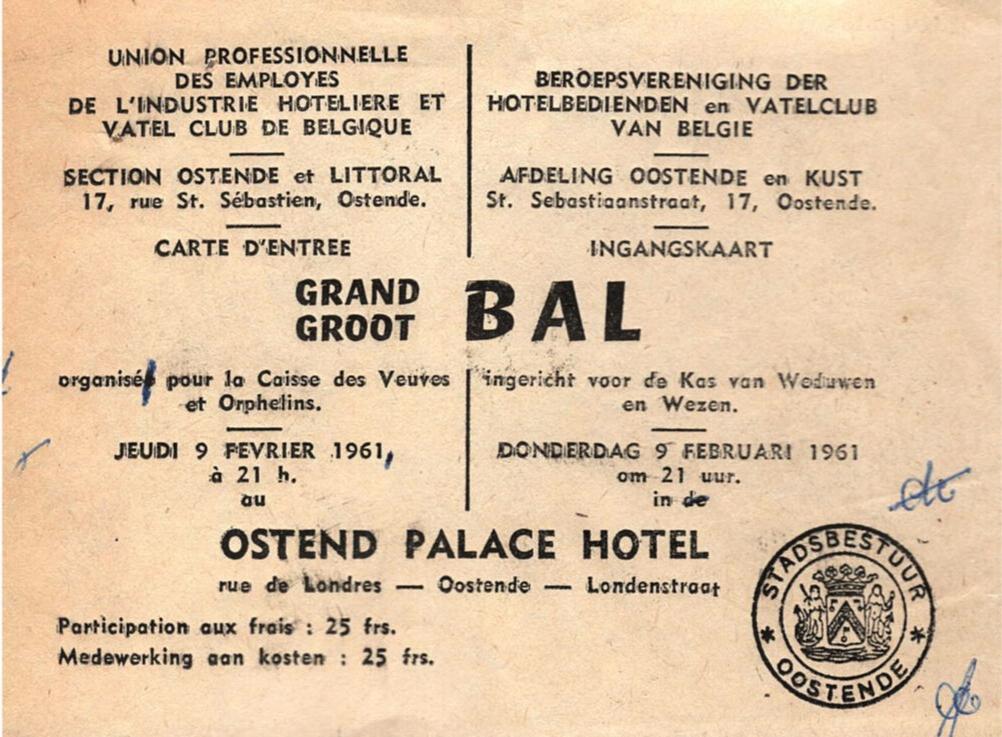 UNION PROFESSIONNELLE
DES EMPLOYES
DE L'INDUSTRIE HOTELIERE ET
VATEL CLUB DE BELGIQUE
SECTION OSTENDE et LITTORAL
17, rue St. Sébastien, Ostende.
CARTE D'ENTREE
BEROEPSVERENIGING DER
HOTELBEDIENDEN en VATELCLUB
VAN BELGIE
AFDELING OOSTENDE en KUST
St. Sebastiaanstraat, 17, Oostende.
INGANGSKAART
GRAND
GROOT
BAL
organisée pour la Caisse des Veuves
et Orphelins.
JEUDI 9 FEVRIER 1961,
à 21 h.
au
ingericht voor de Kas van Weduwen
en Wezen.
DONDERDAG 9 FEBRUARI 1961
om 21 uur.
in de
OSTEND PALACE HOTEL
rue de Londres — Oostende — Londenstraat
Participation aux frais : 25 frs.
Medewerking aan kosten : 25 frs.
STADSBESTUUR
* OOSTENDE *